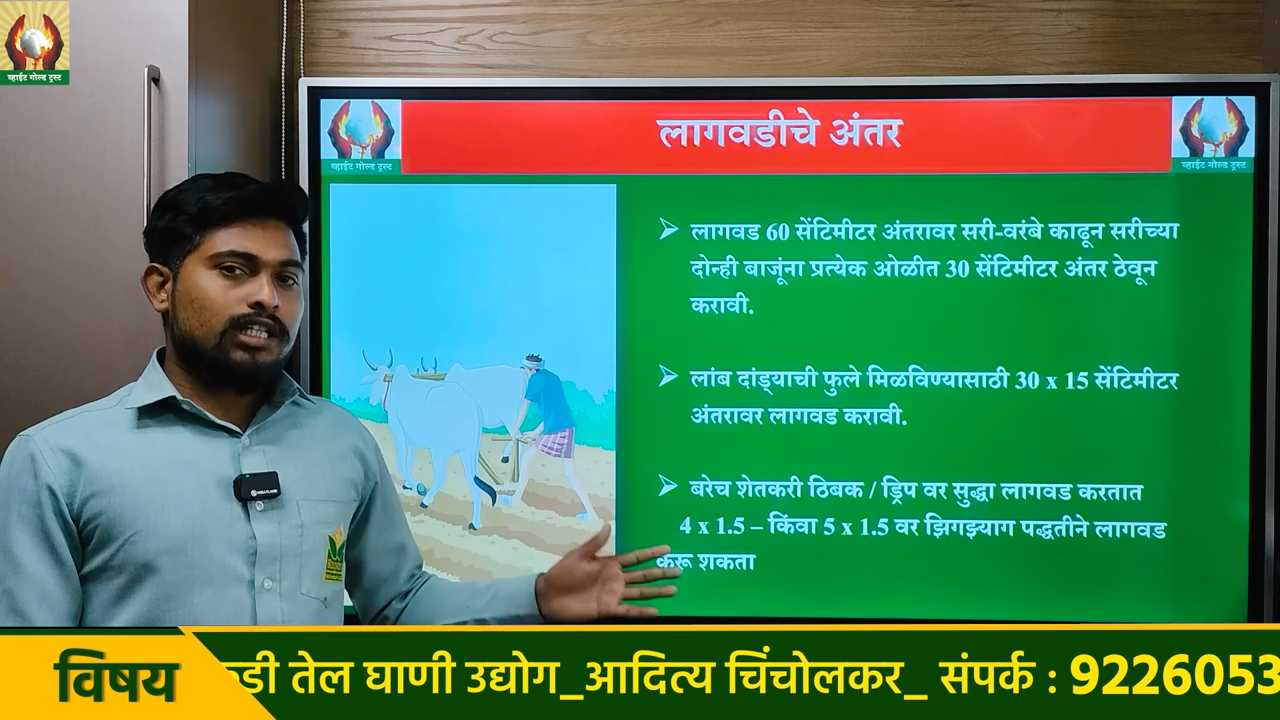 व्हाईट गोल्ड ट्रस्ट
लागवडीचे अंतर
व्हाईट गोल्ड ट्रस्ट
व्हाईट गोल्ड ट्रस्ट
लागवड 60 सेंटिमीटर अंतरावर सरी-वरंबे काढून सरीच्या
दोन्ही बाजूंना प्रत्येक ओळीत 30 सेंटिमीटर अंतर ठेवून
करावी.
लांब दांड्याची फुले मिळविण्यासाठी 30 x 15 सेंटिमीटर
अंतरावर लागवड करावी.
बरेच शेतकरी ठिबक / ड्रिप वर सुद्धा लागवड करतात
4 x 1.5 – किंवा 5 x 1.5 वर झिगझ्याग पद्धतीने लागवड
करू शकता
विषय
तेल घाणी उद्योग_आदित्य चिंचोलकर_ संपर्क : 9226053